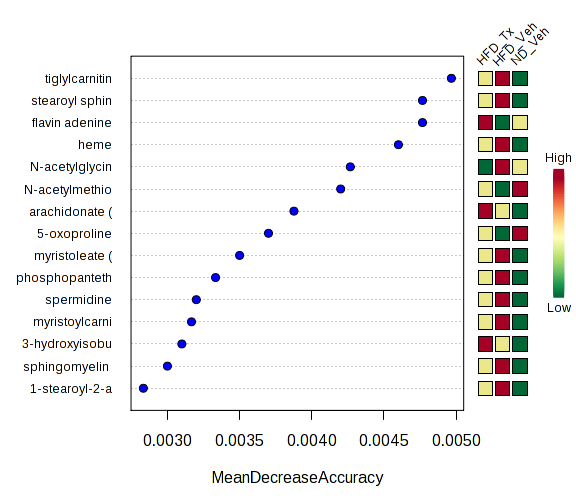 HFD_Tx
HFD_Veh
ND_Veh
tiglylcarnitin
stearoyl sphin
flavin adenine
heme
N-acetylglycin
N-acetylmethio
arachidonate (
5-oxoproline
myristoleate (
phosphopanteth
spermidine
myristoylcarni
3-hydroxyisobu
sphingomyelin
1-stearoyl-2-a
High
Low
0.0030 0.0035 0.0040 0.0045 0.0050
MeanDecreaseAccuracy